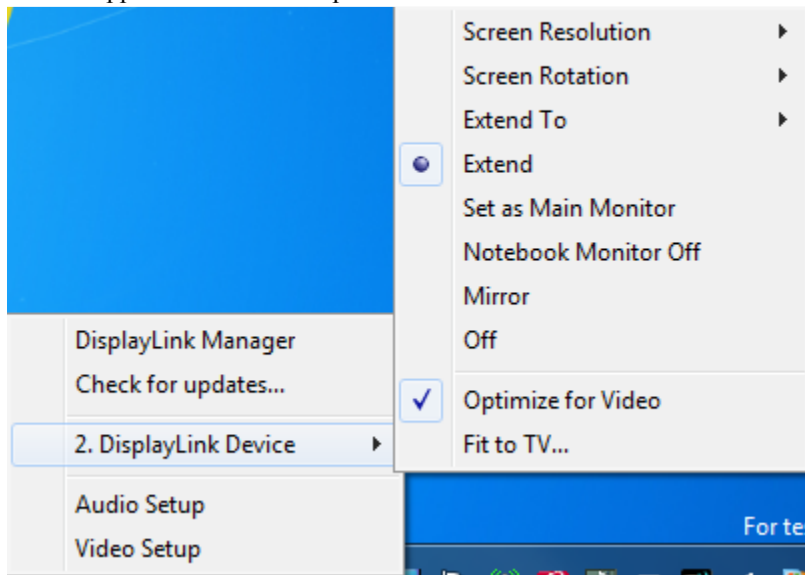 Screen Resolution
Screen Rotation
Extend To
Extend
Set as Main Monitor
Notebook Monitor Off
Mirror
Off
Optimize for Video
Fit to TV...
DisplayLink Manager
Check for updates...
2. DisplayLink Device
Audio Setup
Video Setup
For te